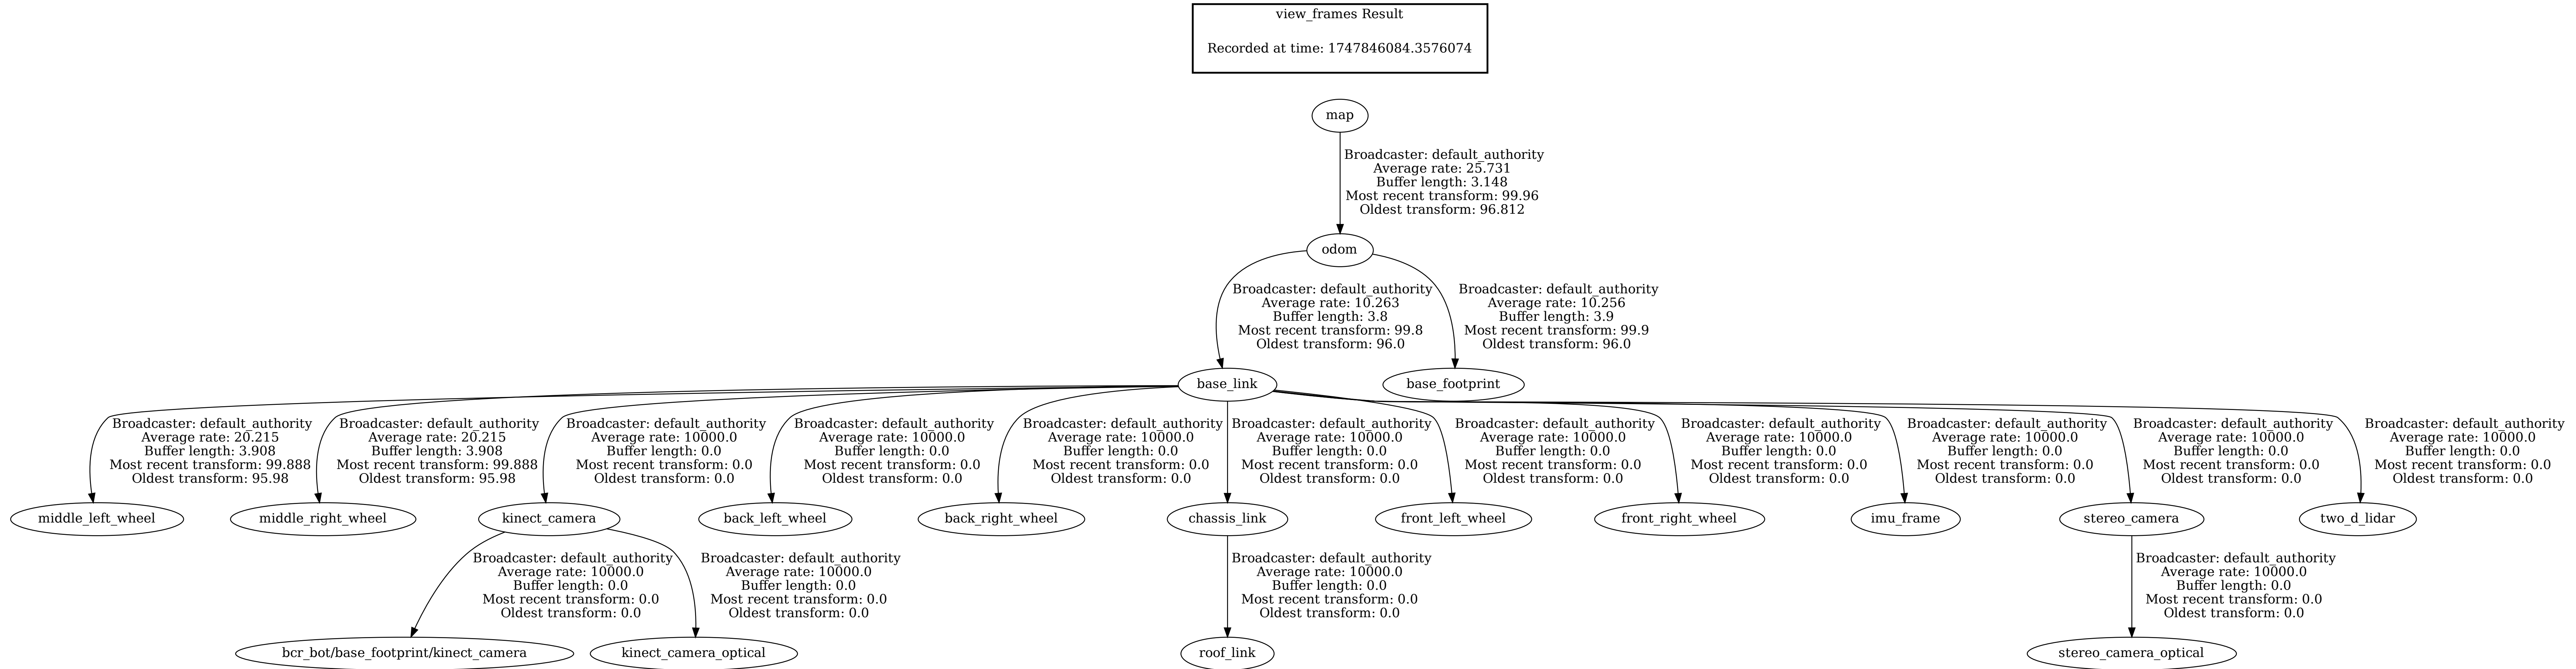 view_frames Result
Recorded at time: 1747846084.3576074
map
Broadcaster: default_authority
Average rate: 25.731
Buffer length: 3.148
Most recent transform: 99.96
Oldest transform: 96.812
odom
Broadcaster: default_authority
Average rate: 10.263
Buffer length: 3.8
Most recent transform: 99.8
Oldest transform: 96.0
Broadcaster: default_authority
Average rate: 10.256
Buffer length: 3.9
Most recent transform: 99.9
Oldest transform: 96.0
base_link
base_footprint
Broadcaster: default_authority
Average rate: 20.215
Buffer length: 3.908
Most recent transform: 99.888
Oldest transform: 95.98
Broadcaster: default_authority
Average rate: 20.215
Buffer length: 3.908
Most recent transform: 99.888
Oldest transform: 95.98
Broadcaster: default_authority
Average rate: 10000.0
Buffer length: 0.0
Most recent transform: 0.0
Oldest transform: 0.0
Broadcaster: default_authority
Average rate: 10000.0
Buffer length: 0.0
Most recent transform: 0.0
Oldest transform: 0.0
Broadcaster: default_authority
Average rate: 10000.0
Buffer length: 0.0
Most recent transform: 0.0
Oldest transform: 0.0
Broadcaster: default_authority
Average rate: 10000.0
Buffer length: 0.0
Most recent transform: 0.0
Oldest transform: 0.0
Broadcaster: default_authority
Average rate: 10000.0
Buffer length: 0.0
Most recent transform: 0.0
Oldest transform: 0.0
Broadcaster: default_authority
Average rate: 10000.0
Buffer length: 0.0
Most recent transform: 0.0
Oldest transform: 0.0
Broadcaster: default_authority
Average rate: 10000.0
Buffer length: 0.0
Most recent transform: 0.0
Oldest transform: 0.0
Broadcaster: default_authority
Average rate: 10000.0
Buffer length: 0.0
Most recent transform: 0.0
Oldest transform: 0.0
Broadcaster: default_authority
Average rate: 10000.0
Buffer length: 0.0
Most recent transform: 0.0
Oldest transform: 0.0
middle_left_wheel
middle_right_wheel
kinect_camera
back_left_wheel
back_right_wheel
chassis_link
front_left_wheel
front_right_wheel
imu_frame
stereo_camera
two_d_lidar
Broadcaster: default_authority
Average rate: 10000.0
Buffer length: 0.0
Most recent transform: 0.0
Oldest transform: 0.0
Broadcaster: default_authority
Average rate: 10000.0
Buffer length: 0.0
Most recent transform: 0.0
Oldest transform: 0.0
Broadcaster: default_authority
Average rate: 10000.0
Buffer length: 0.0
Most recent transform: 0.0
Oldest transform: 0.0
Broadcaster: default_authority
Average rate: 10000.0
Buffer length: 0.0
Most recent transform: 0.0
Oldest transform: 0.0
bcr_bot/base_footprint/kinect_camera
kinect_camera_optical
roof_link
stereo_camera_optical